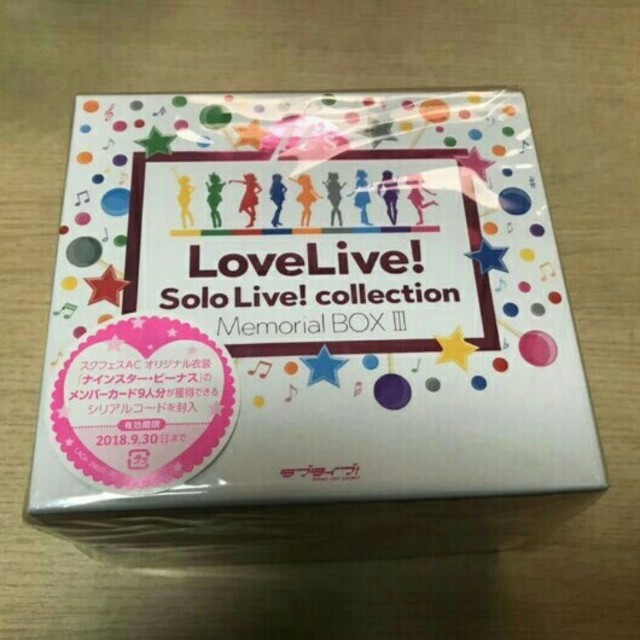 μ's
LoveLive!
Solo Live! collection
Memorial BOX III
スクフェスAC オリジナル衣装
「ナインスター・ビーナス」の
メンバーカード9人分が獲得できる
シリアルコードを封入
有効期限
2018.9.30(日)まで
ラブライブ!